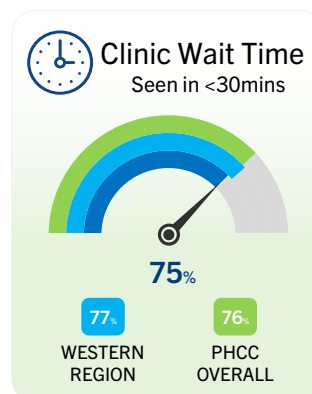 Clinic Wait Time
Seen in <30mins
75%
77% 76%
WESTERN PHCC
REGION OVERALL